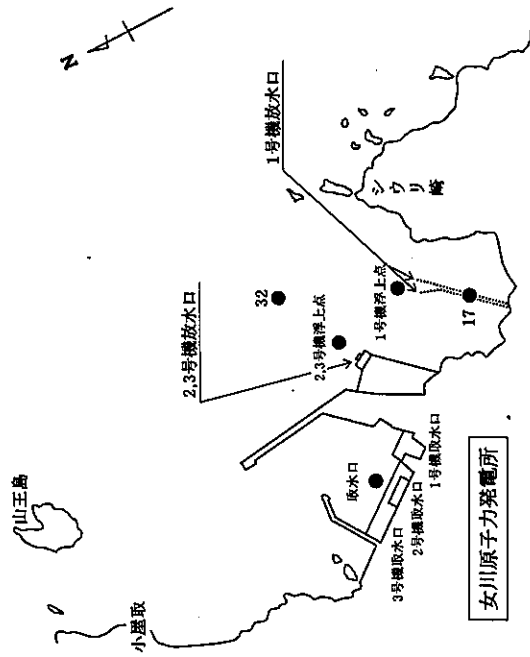 N
山王島
小屋取
2,3号機放水口
1号機放水口
32
2,3号機浮上点
1号機浮上点
17
シウリ崎
取水口
1号機取水口
2号機取水口
3号機取水口
女川原子力発電所